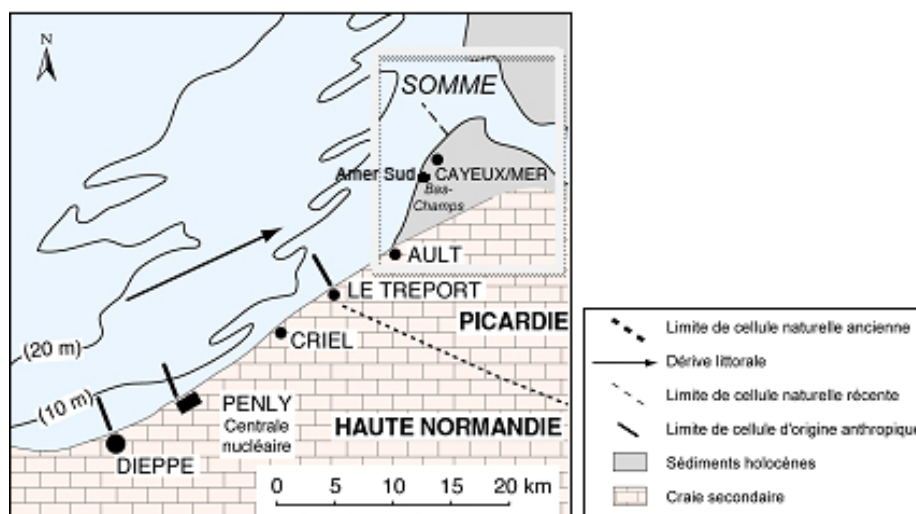 N
SOMME
Amer Sud
CAYEUX/MER
Bas-
Champs
AULT
LE TREPORT
PICARDIE
CRIEL
(20 m)
(10 m)
PENLY
Centrale
nucléaire
HAUTE NORMANDIE
DIEPPE
0 5 10 15 20 km
Limite de cellule naturelle ancienne
Dérive littorale
Limite de cellule naturelle récente
Limite de cellule d'origine anthropique
Sédiments holocènes
Craie secondaire